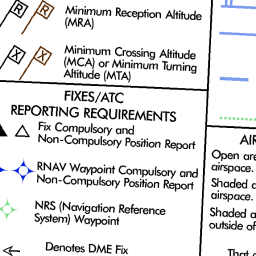 R R Minimum Reception Altitude
(MRA)
X X Minimum Crossing Altitude
(MCA) or Minimum Turning
Altitude (MTA)
FIXES/ATC
REPORTING REQUIREMENTS
Fix Compulsory and
Non-Compulsory Position Report
RNAV Waypoint Compulsory and
Non-Compulsory Position Report
NRS (Navigation Reference
System) Waypoint
Denotes DME Fix
Open are
airspace.
Shaded a
airspace.
Shaded a
outside of
That